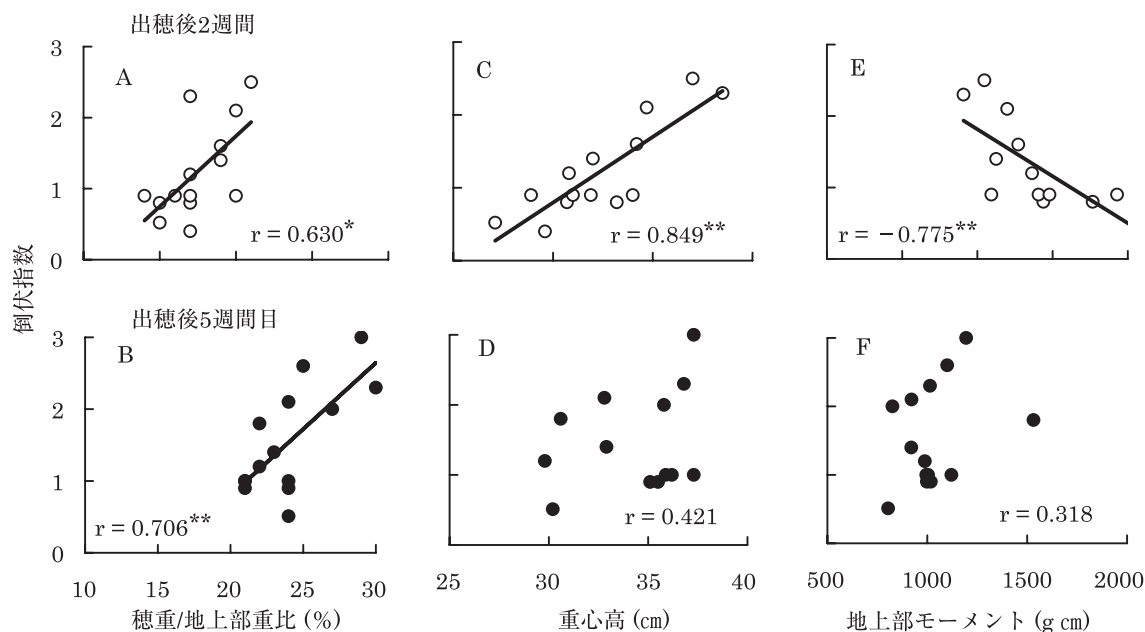 出穂後2週間
3
2
1
0
A
r = 0.630*
C
r = 0.849**
E
r = −0.775**
倒伏指数
出穂後5週間目
3
2
1
0
B
r = 0.706**
D
r = 0.421
F
r = 0.318
10 15 20 25 30
25 30 35 40
500 1000 1500 2000
穂重/地上部重比 (%)
重心高 (cm)
地上部モーメント (g cm)